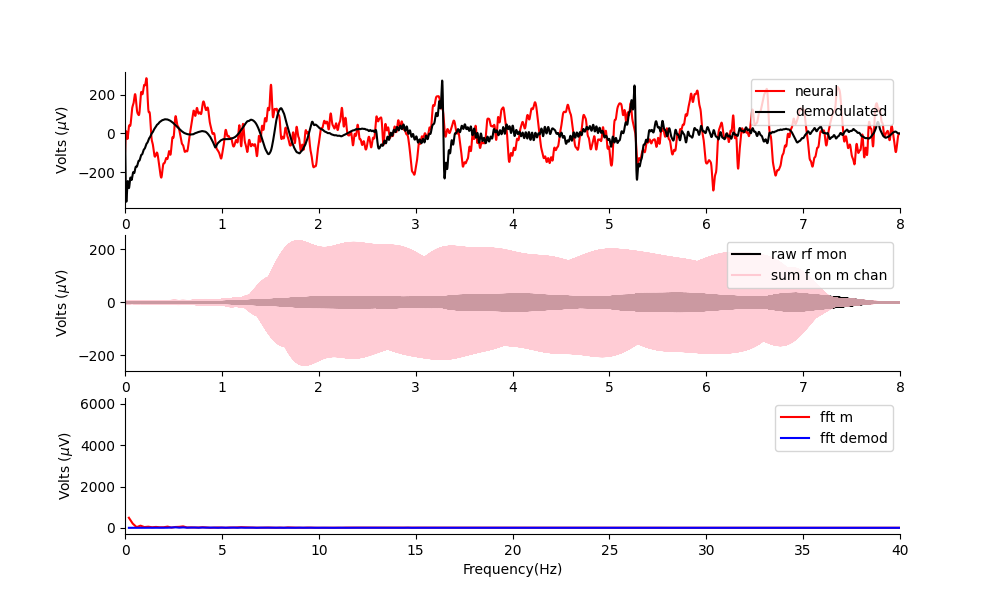 neural
demodulated
Volts (μV)
200
0
−200
0 1 2 3 4 5 6 7 8
raw rf mon
sum f on m chan
Volts (μV)
200
0
−200
0 1 2 3 4 5 6 7 8
fft m
fft demod
Volts (μV)
6000
4000
2000
0
0 5 10 15 20 25 30 35 40
Frequency(Hz)